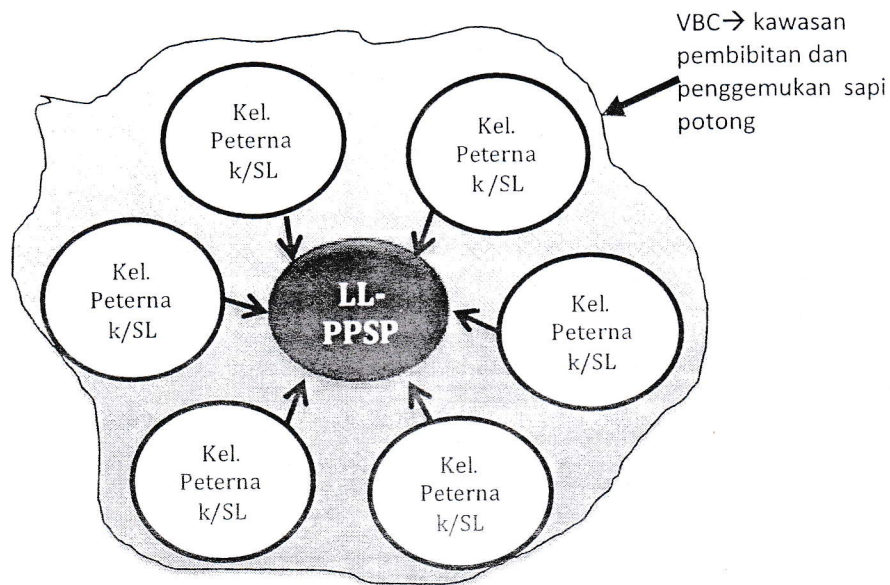 VBC→ kawasan
pembibitan dan
penggemukan sapi
potong
Kel.
Peterna
k/SL
Kel.
Peterna
k/SL
Kel.
Peterna
k/SL
LL-
PPSP
Kel.
Peterna
k/SL
Kel.
Peterna
k/SL
Kel.
Peterna
k/SL